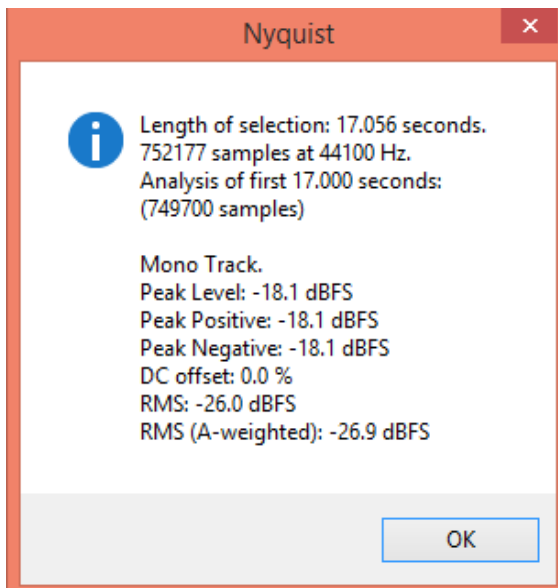 Nyquist
Length of selection: 17.056 seconds.
752177 samples at 44100 Hz.
Analysis of first 17.000 seconds:
(749700 samples)
Mono Track.
Peak Level: -18.1 dBFS
Peak Positive: -18.1 dBFS
Peak Negative: -18.1 dBFS
DC offset: 0.0 %
RMS: -26.0 dBFS
RMS (A-weighted): -26.9 dBFS
OK